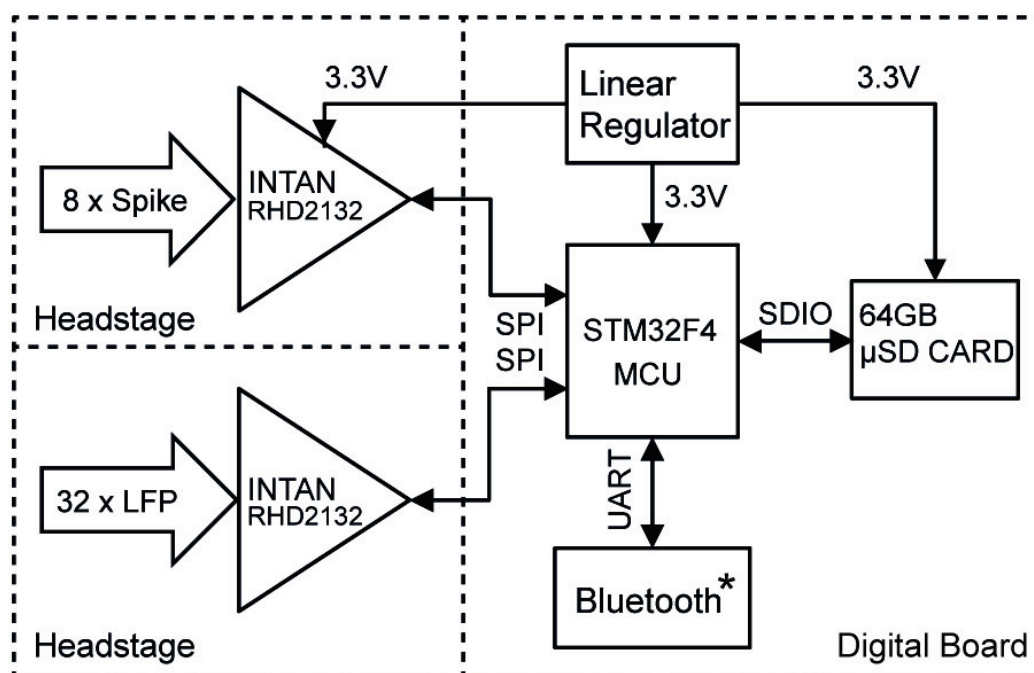 3.3V
Linear
Regulator
3.3V
8 x Spike
INTAN
RHD2132
3.3V
Headstage
SPI
SPI
STM32F4
MCU
SDIO
64GB
µSD CARD
32 x LFP
INTAN
RHD2132
UART
Bluetooth*
Headstage
Digital Board